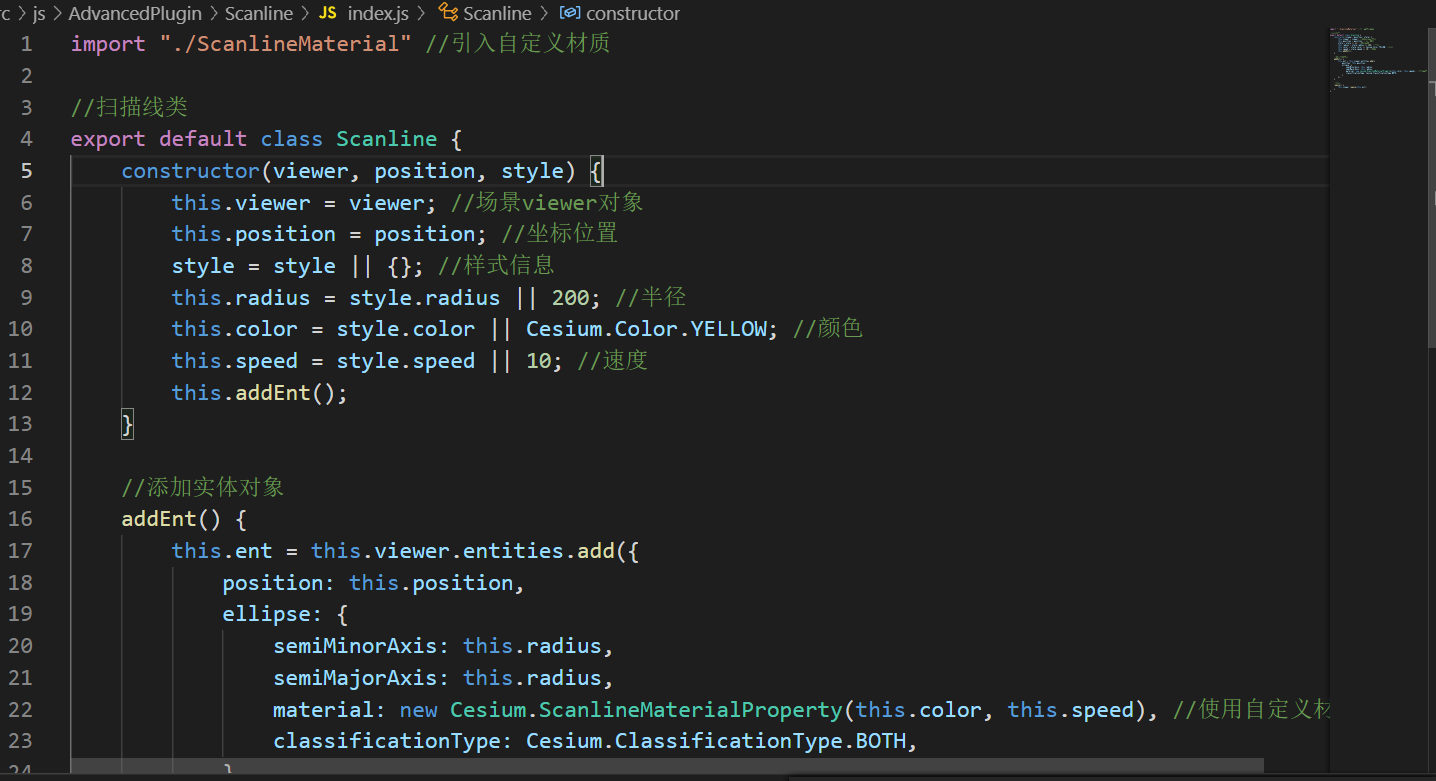 rc > js > AdvancedPlugin > Scanline > JS index.js > Scanline > constructor
1 import "./ScanlineMaterial" //引入自定义材质
2
3 //扫描线类
4 export default class Scanline {
5 constructor(viewer, position, style) {
6 this.viewer = viewer; //场景viewer对象
7 this.position = position; //坐标位置
8 style = style || {}; //样式信息
9 this.radius = style.radius || 200; //半径
10 this.color = style.color || Cesium.Color.YELLOW; //颜色
11 this.speed = style.speed || 10; //速度
12 this.addEnt();
13 }
14
15 //添加实体对象
16 addEnt() {
17 this.ent = this.viewer.entities.add({
18 position: this.position,
19 ellipse: {
20 semiMinorAxis: this.radius,
21 semiMajorAxis: this.radius,
22 material: new Cesium.ScanlineMaterialProperty(this.color, this.speed), //使用自定义材
23 classificationType: Cesium.ClassificationType.BOTH,
24 }